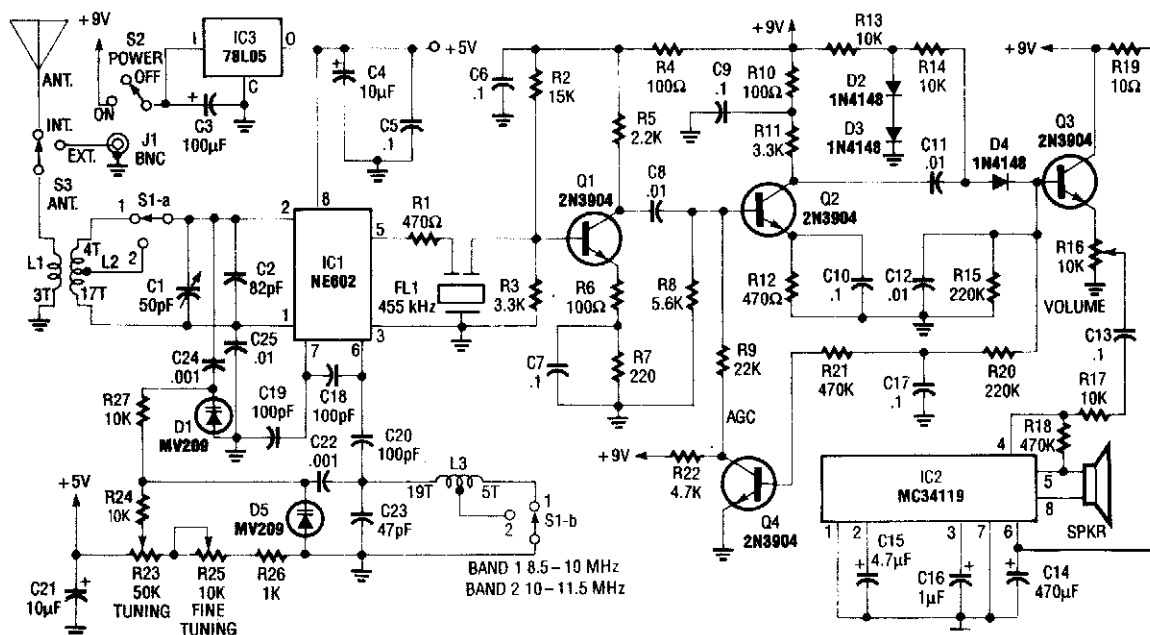 +9V
S2
POWER
OFF
ON
I
IC3
78L05
O
C
C3
100µF
ANT.
INT.
EXT.
J1
BNC
S3
ANT.
1
S1-a
2
L1
3T
4T
L2
17T
C1
50pF
C2
82pF
C25
.01
C24
.001
R27
10K
D1
MV209
C19
100pF
+5V
C4
10µF
C5
.1
2
8
5
IC1
NE602
1
3
7
6
R1
470Ω
FL1
455 kHz
C18
100pF
C20
100pF
C22
.001
L3
19T
5T
1
2
S1-b
C23
47pF
D5
MV209
+5V
R24
10K
C21
10µF
R23
50K
TUNING
R25
10K
FINE
TUNING
R26
1K
BAND 1 8.5–10 MHz
BAND 2 10–11.5 MHz
C6
.1
R2
15K
R3
3.3K
R4
100Ω
R5
2.2K
Q1
2N3904
C8
.01
R6
100Ω
C7
.1
R7
220
R8
5.6K
+9V
C9
.1
R10
100Ω
R11
3.3K
R13
10K
R14
10K
D2
1N4148
D3
1N4148
C11
.01
D4
1N4148
Q2
2N3904
R12
470Ω
C10
.1
C12
.01
R15
220K
R9
22K
AGC
R21
470K
C17
.1
R20
220K
+9V
R22
4.7K
Q4
2N3904
+9V
R19
10Ω
Q3
2N3904
R16
10K
VOLUME
C13
.1
R17
10K
R18
470K
4
5
8
IC2
MC34119
SPKR
1
2
3
7
6
C15
4.7µF
C16
1µF
C14
470µF